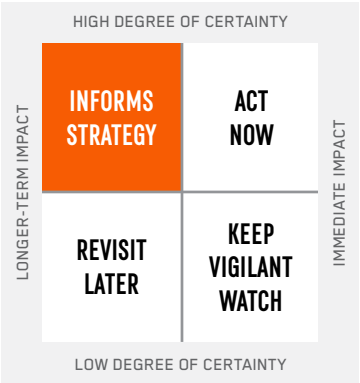 HIGH DEGREE OF CERTAINTY
LONGER-TERM IMPACT
INFORMS
STRATEGY
ACT
NOW
IMMEDIATE IMPACT
REVISIT
LATER
KEEP
VIGILANT
WATCH
LOW DEGREE OF CERTAINTY